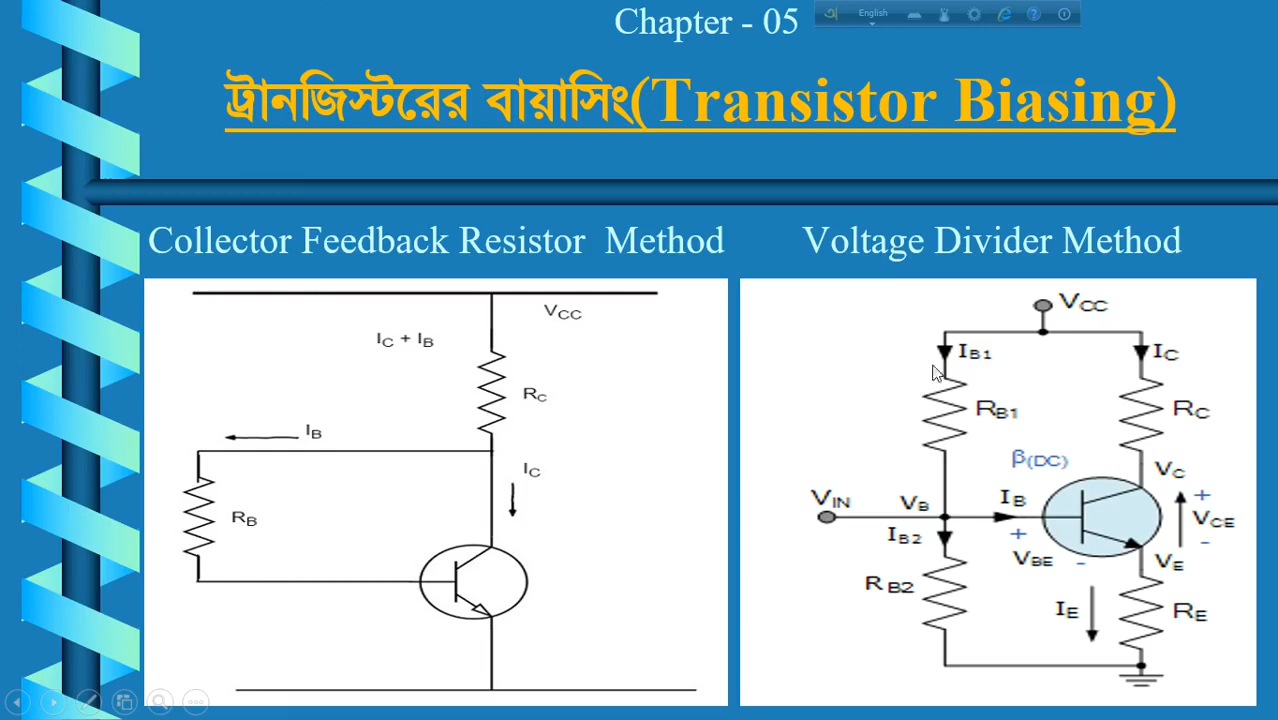 Chapter - 05
English
ট্রানজিস্টরের বায়াসিং(Transistor Biasing)
Collector Feedback Resistor Method
Voltage Divider Method
VCC
IC + IB
RC
IB
IC
RB
VCC
IB1
IC
RB1
RC
β(DC)
VC
VIN
VB
IB
+
VCE
-
IB2
+
VBE
-
VE
RB2
IE
RE